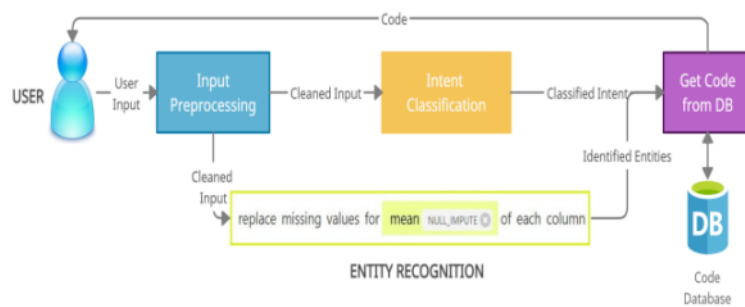 Code
USER
User
Input
Input
Preprocessing
Cleaned Input
Intent
Classification
Classified Intent
Get Code
from DB
Identified Entities
Cleaned
Input
replace missing values for mean NULL_IMPUTE of each column
DB
ENTITY RECOGNITION
Code
Database